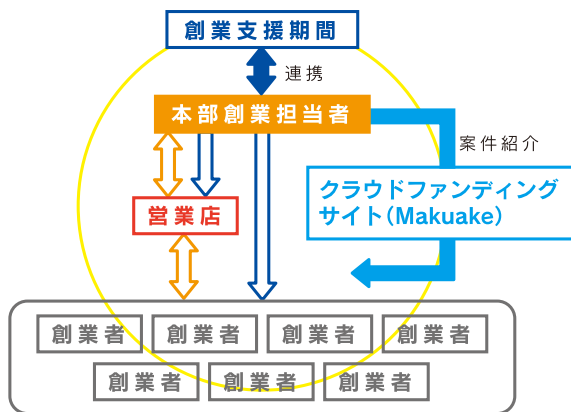 創業支援期間
連携
本部創業担当者
案件紹介
クラウドファンディング
サイト(Makuake)
営業店
創業者 創業者 創業者 創業者
創業者 創業者 創業者